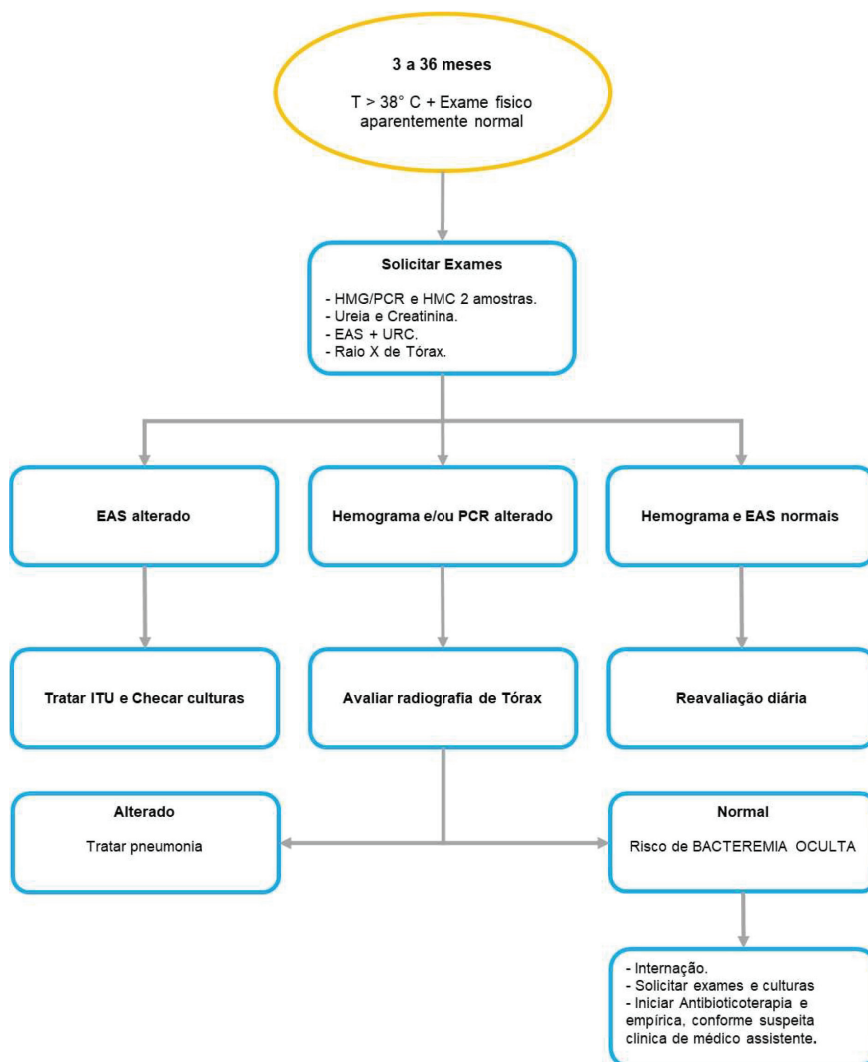 3 a 36 meses
T > 38° C + Exame fisico
aparentemente normal
Solicitar Exames
- HMG/PCR e HMC 2 amostras.
- Ureia e Creatinina.
- EAS + URC.
- Raio X de Tórax.
EAS alterado
Hemograma e/ou PCR alterado
Hemograma e EAS normais
Tratar ITU e Checar culturas
Avaliar radiografia de Tórax
Reavaliação diária
Alterado
Tratar pneumonia
Normal
Risco de BACTEREMIA OCULTA
- Internação.
- Solicitar exames e culturas
- Iniciar Antibioticoterapia e
empírica, conforme suspeita
clinica de médico assistente.